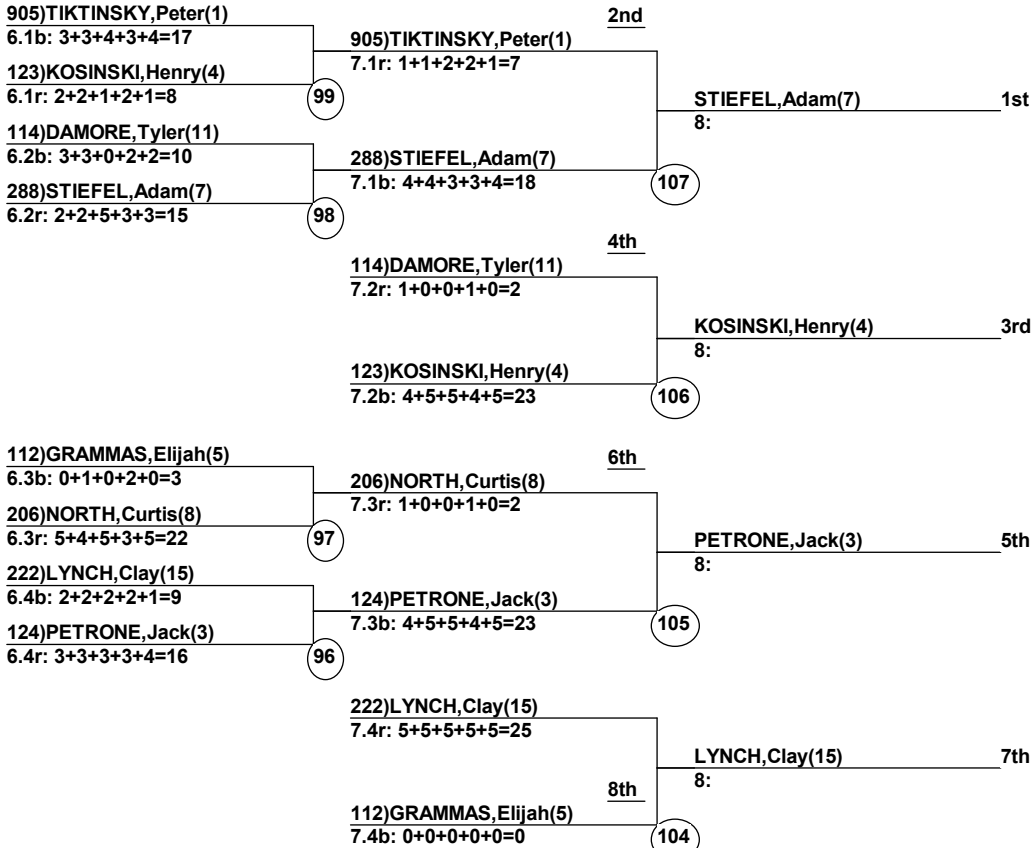 905)TIKTINSKY,Peter(1)
6.1b: 3+3+4+3+4=17
123)KOSINSKI,Henry(4)
6.1r: 2+2+1+2+1=8
99
114)DAMORE,Tyler(11)
6.2b: 3+3+0+2+2=10
288)STIEFEL,Adam(7)
6.2r: 2+2+5+3+3=15
98
2nd
905)TIKTINSKY,Peter(1)
7.1r: 1+1+2+2+1=7
288)STIEFEL,Adam(7)
7.1b: 4+4+3+3+4=18
107
STIEFEL,Adam(7) 1st
8:
4th
114)DAMORE,Tyler(11)
7.2r: 1+0+0+1+0=2
123)KOSINSKI,Henry(4)
7.2b: 4+5+5+4+5=23
106
KOSINSKI,Henry(4) 3rd
8:
112)GRAMMAS,Elijah(5)
6.3b: 0+1+0+2+0=3
206)NORTH,Curtis(8)
6.3r: 5+4+5+3+5=22
97
222)LYNCH,Clay(15)
6.4b: 2+2+2+2+1=9
124)PETRONE,Jack(3)
6.4r: 3+3+3+3+4=16
96
6th
206)NORTH,Curtis(8)
7.3r: 1+0+0+1+0=2
124)PETRONE,Jack(3)
7.3b: 4+5+5+4+5=23
105
PETRONE,Jack(3) 5th
8:
222)LYNCH,Clay(15)
7.4r: 5+5+5+5+5=25
8th
112)GRAMMAS,Elijah(5)
7.4b: 0+0+0+0+0=0
104
LYNCH,Clay(15) 7th
8: